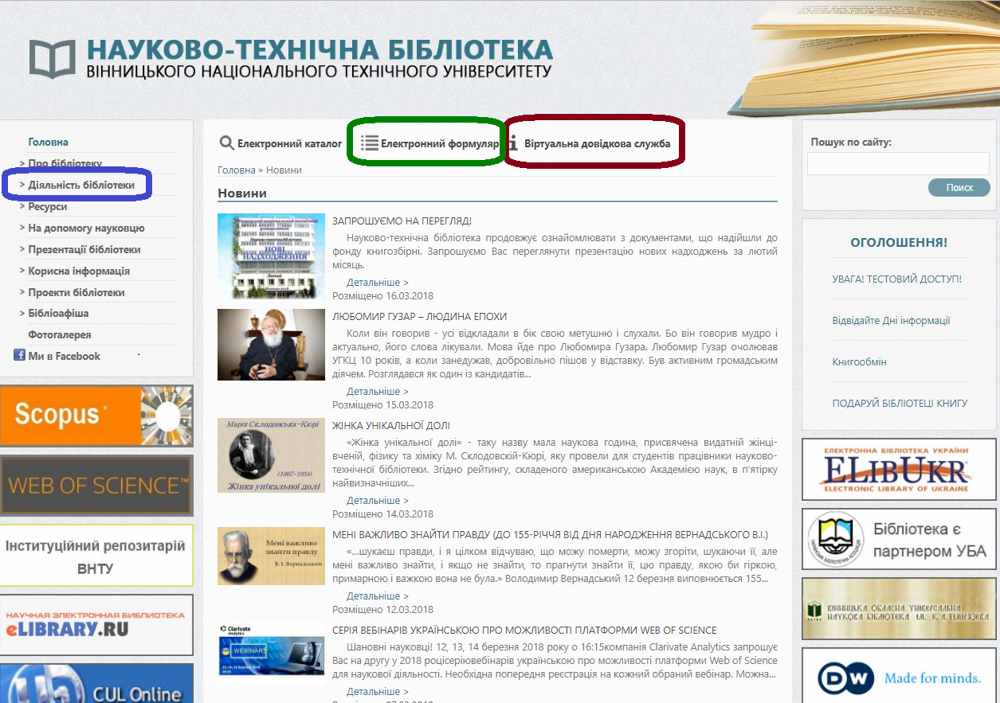 НАУКОВО-ТЕХНІЧНА БІБЛІОТЕКА
ВІННИЦЬКОГО НАЦІОНАЛЬНОГО ТЕХНІЧНОГО УНІВЕРСИТЕТУ
Головна
> Про бібліотеку
> Діяльність бібліотеки
> Ресурси
> На допомогу науковцю
> Презентації бібліотеки
> Корисна інформація
> Проекти бібліотеки
> Бібліоафіша
Фотогалерея
Ми в Facebook
Scopus
WEB OF SCIENCE™
Інституційний репозитарій
ВНТУ
НАУЧНАЯ ЭЛЕКТРОННАЯ БИБЛИОТЕКА
eLIBRARY.RU
CUL Online
Електронний каталог
Електронний формуляр
Віртуальна довідкова служба
Головна » Новини
Новини
НОВІ
НАДХОДЖЕННЯ
Лютий
ЗАПРОШУЄМО НА ПЕРЕГЛЯД!
Науково-технічна бібліотека продовжує ознайомлювати з документами, що надійшли до
фонду книгозбірні. Запрошуємо Вас переглянути презентацію нових надходжень за лютий
місяць.
Детальніше >
Розміщено 16.03.2018
ЛЮБОМИР ГУЗАР – ЛЮДИНА ЕПОХИ
Коли він говорив - усі відкладали в бік свою метушню і слухали. Бо він говорив мудро і
актуально, його слова лікували. Мова йде про Любомира Гузара. Любомир Гузар очолював
УГКЦ 10 років, а коли занедужав, добровільно пішов у відставку. Був активним громадським
діячем. Розглядався як один із кандидатів...
Детальніше >
Розміщено 15.03.2018
Марія Склодовська-Кюрі
(1867-1934)
Жінка унікальної долі
ЖІНКА УНІКАЛЬНОЇ ДОЛІ
«Жінка унікальної долі» - таку назву мала наукова година, присвячена видатній жінці-
вченій, фізику та хіміку М. Склодовскій-Кюрі, яку провели для студентів працівники науково-
технічної бібліотеки. Згідно рейтингу, складеного американською Академією наук, в п'ятірку
найвизначніших...
Детальніше >
Розміщено 14.03.2018
Мені важливо
знайти правду
В. І. Вернадський
МЕНІ ВАЖЛИВО ЗНАЙТИ ПРАВДУ (ДО 155-РІЧЧЯ ВІД ДНЯ НАРОДЖЕННЯ ВЕРНАДСЬКОГО В.І.)
«...шукаєш правди, і я цілком відчуваю, що можу померти, можу згоріти, шукаючи її, але
мені важливо знайти, і якщо не знайти, то прагнути знайти її, цю правду, якою би гіркою,
примарною і важкою вона не була.» Володимир Вернадський 12 березня виповнюється 155...
Детальніше >
Розміщено 12.03.2018
Clarivate
Analytics
WEBINARS
СЕРІЯ ВЕБІНАРІВ УКРАЇНСЬКОЮ ПРО МОЖЛИВОСТІ ПЛАТФОРМИ WEB OF SCIENCE
Шановні науковці! 12, 13, 14 березня 2018 року о 16:15компанія Clarivate Analytics запрошує
Вас на другу у 2018 роцісеріювебінарів українською про можливості платформи Web of Science
для наукової діяльності. Необхідна попередня реєстрація на кожний обраний вебінар. Можна...
Детальніше >
Пошук по сайту:
Поиск
ОГОЛОШЕННЯ!
УВАГА! ТЕСТОВИЙ ДОСТУП!
Відвідайте Дні інформації
Книгообмін
ПОДАРУЙ БІБЛІОТЕЦІ КНИГУ
ЕЛЕКТРОННА БІБЛІОТЕКА УКРАЇНИ
ELIBUKR
ELECTRONIC LIBRARY OF UKRAINE
Бібліотека є
партнером УБА
ВІННИЦЬКА ОБЛАСНА УНІВЕРСАЛЬНА
НАУКОВА БІБЛІОТЕКА ІМ. К. А. ТІМІРЯЗЄВА
DW Made for minds.